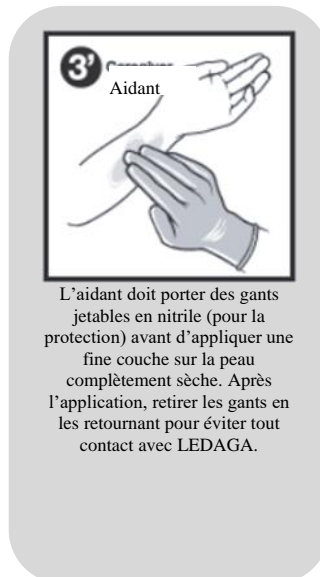 3'
Aidant
L'aidant doit porter des gants
jetables en nitrile (pour la
protection) avant d'appliquer une
fine couche sur la peau
complètement sèche. Après
l'application, retirer les gants en
les retournant pour éviter tout
contact avec LEDAGA.